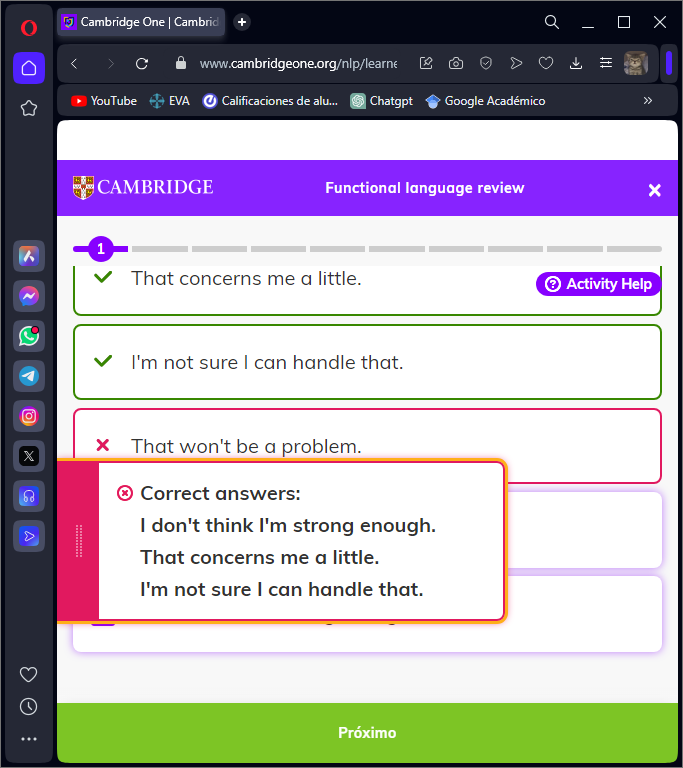 Cambridge One | Cambrid
www.cambridgeone.org/nlp/learne
YouTube
EVA
Calificaciones de alu...
Chatgpt
Google Académico
CAMBRIDGE
Functional language review
1
That concerns me a little.
Activity Help
I'm not sure I can handle that.
That won't be a problem.
Correct answers:
I don't think I'm strong enough.
That concerns me a little.
I'm not sure I can handle that.
Próximo